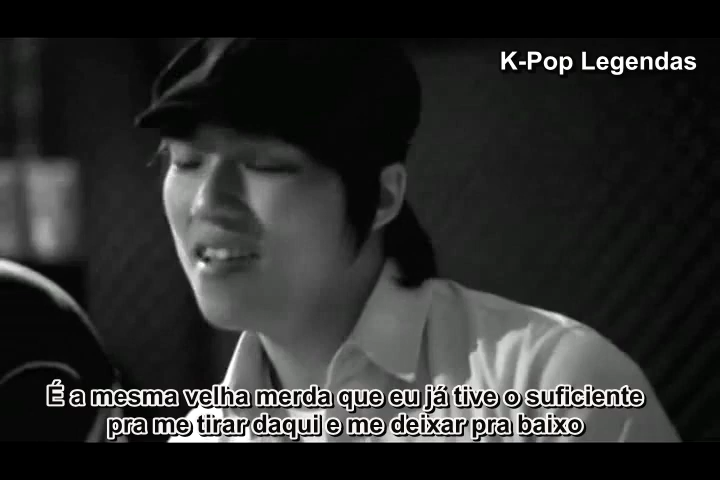 K-Pop Legendas
É a mesma velha merda que eu já tive o suficiente
pra me tirar daqui e me deixar pra baixo